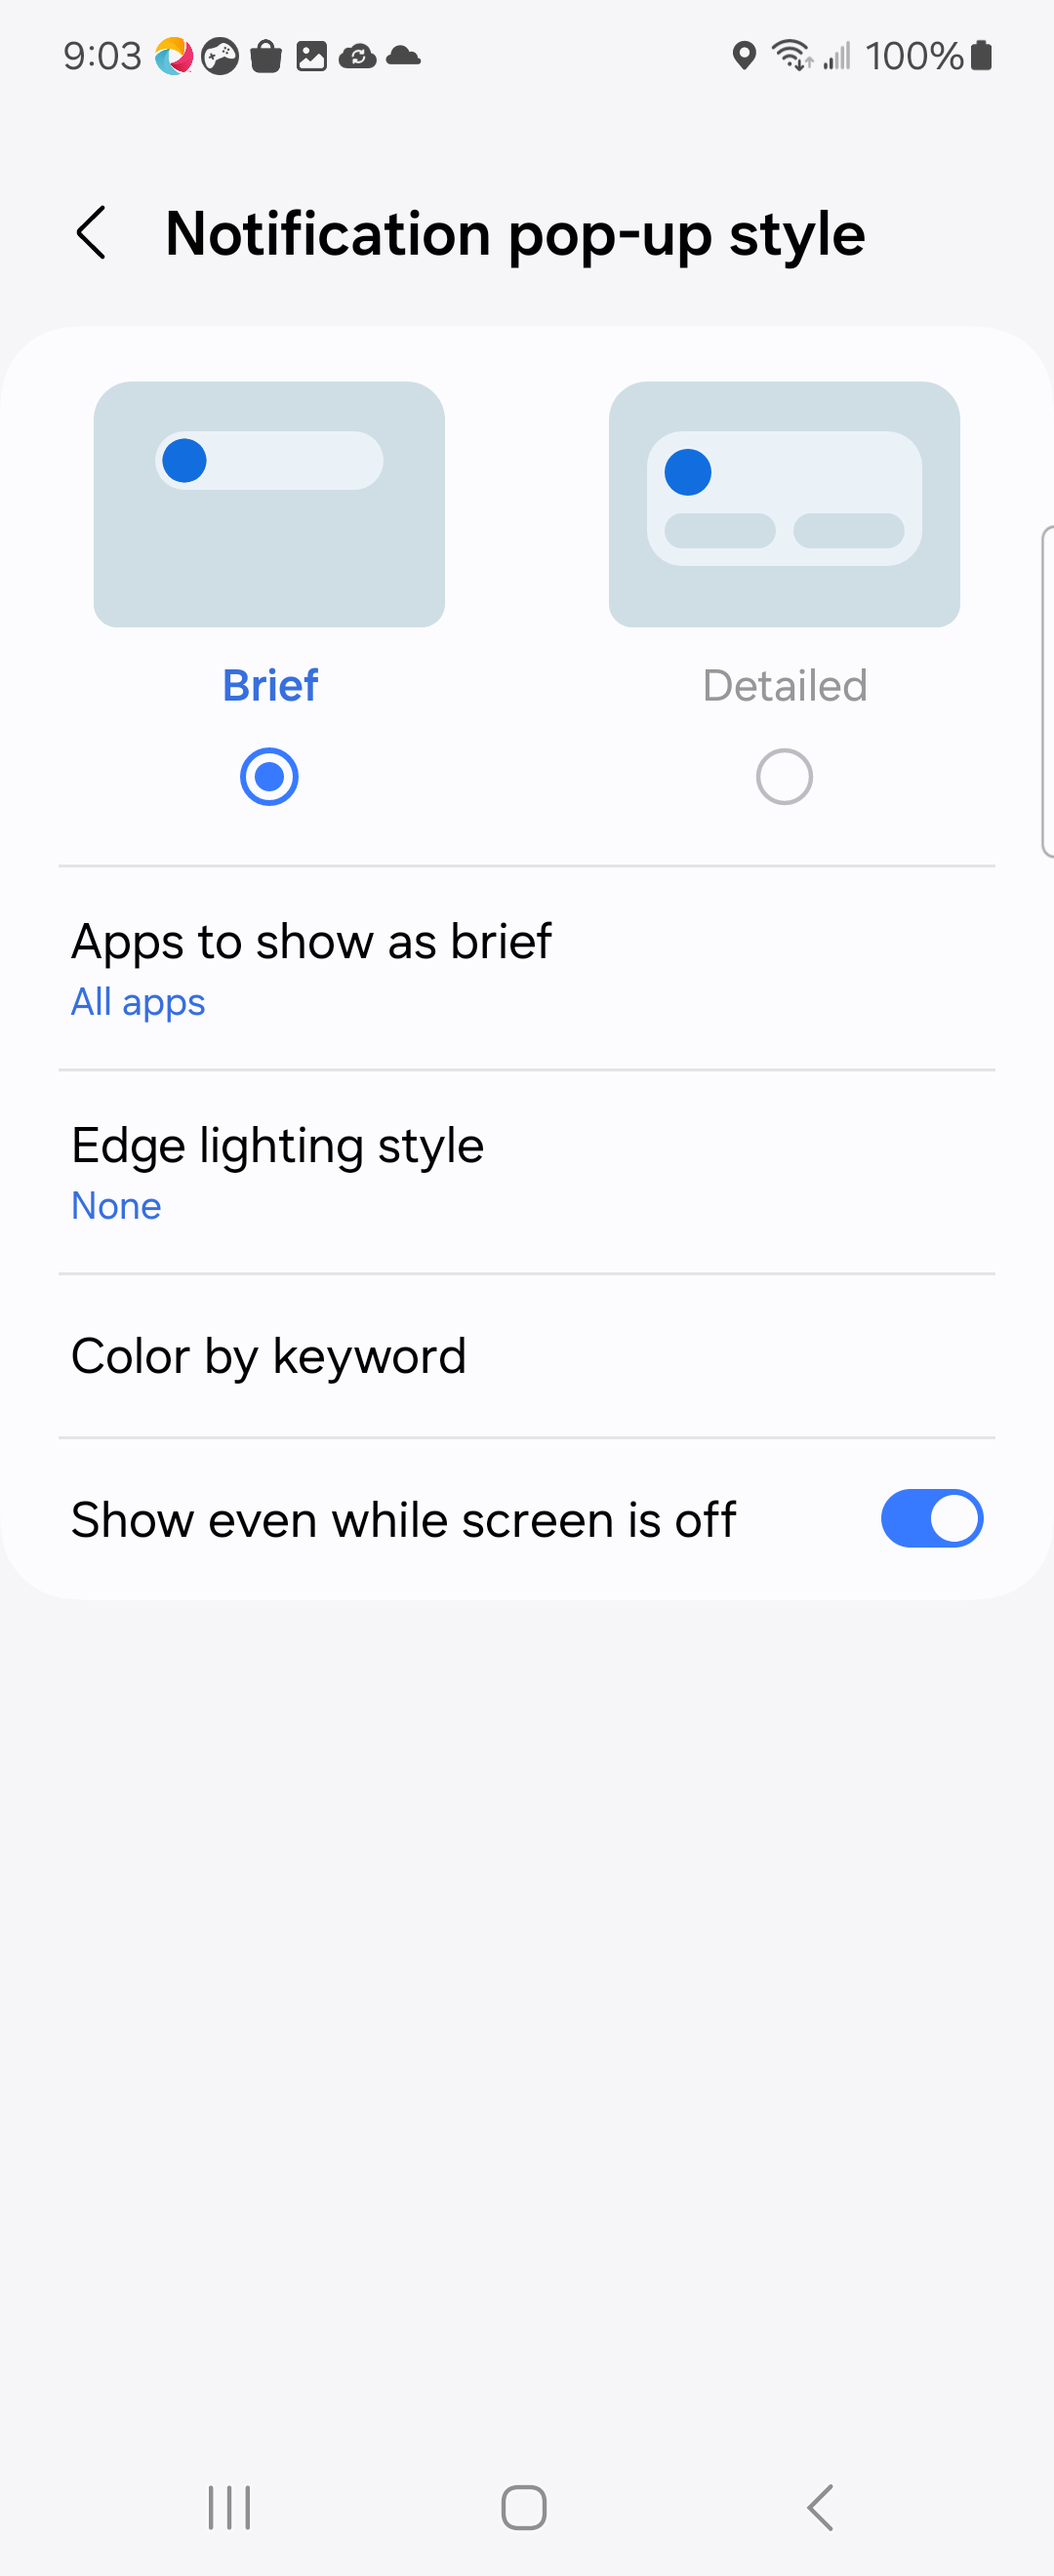 9:03 100%
Notification pop-up style
Brief Detailed
Apps to show as brief
All apps
Edge lighting style
None
Color by keyword
Show even while screen is off